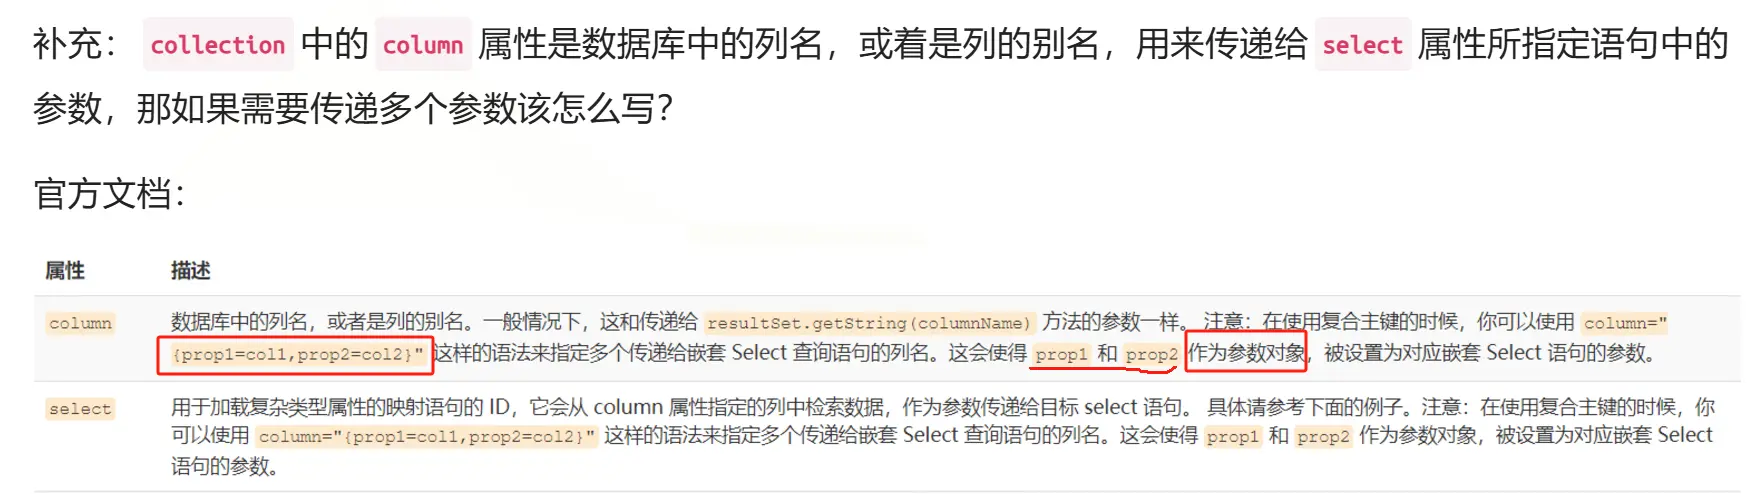 补充： collection 中的 column 属性是数据库中的列名，或着是列的别名，用来传递给 select 属性所指定语句中的
参数，那如果需要传递多个参数该怎么写？
官方文档：
属性 描述
column 数据库中的列名，或者是列的别名。一般情况下，这和传递给 resultSet.getString(columnName) 方法的参数一样。 注意：在使用复合主键的时候，你可以使用 column="
{prop1=col1,prop2=col2}" 这样的语法来指定多个传递给嵌套 Select 查询语句的列名。这会使得 prop1 和 prop2 作为参数对象，被设置为对应嵌套 Select 语句的参数。
select 用于加载复杂类型属性的映射语句的 ID，它会从 column 属性指定的列中检索数据，作为参数传递给目标 select 语句。 具体请参考下面的例子。注意：在使用复合主键的时候，你
可以使用 column="{prop1=col1,prop2=col2}" 这样的语法来指定多个传递给嵌套 Select 查询语句的列名。这会使得 prop1 和 prop2 作为参数对象，被设置为对应嵌套 Select
语句的参数。